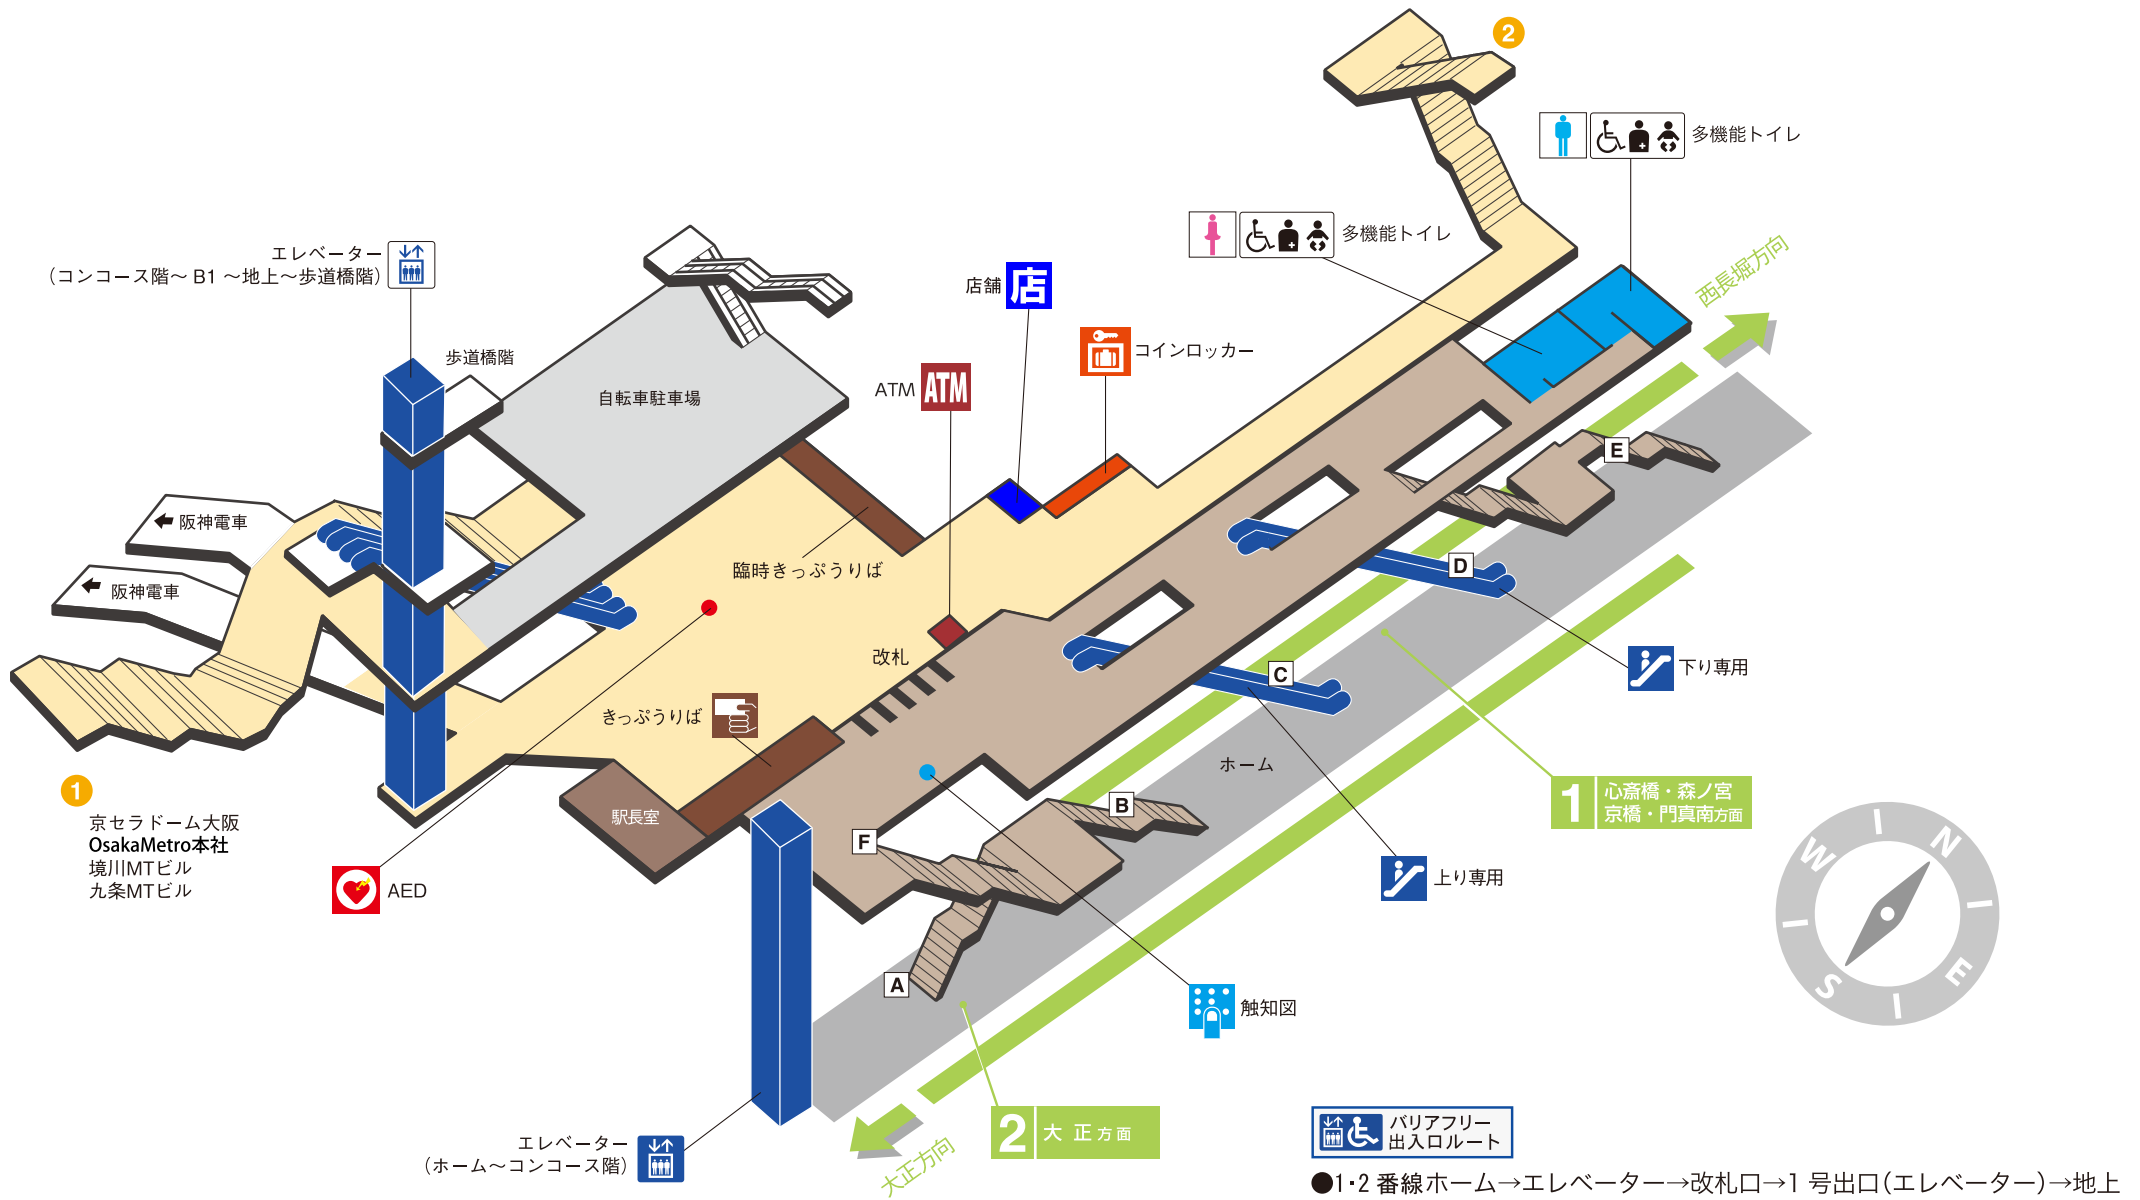 2
多機能トイレ
多機能トイレ
西長堀方向
エレベーター
（コンコース階～B1～地上～歩道橋階）
店舗
店
コインロッカー
歩道橋階
ATM
ATM
自転車駐車場
E
阪神電車
阪神電車
臨時きっぷうりば
D
改札
C
下り専用
きっぷうりば
ホーム
1
京セラドーム大阪
OsakaMetro本社
境川MTビル
九条MTビル
駅長室
B
F
1
心斎橋・森ノ宮
京橋・門真南方面
AED
上り専用
A
触知図
N
W
E
S
2
大正方面
大正方向
エレベーター
（ホーム～コンコース階）
バリアフリー
出入口ルート
●1･2番線ホーム→エレベーター→改札口→1号出口（エレベーター）→地上